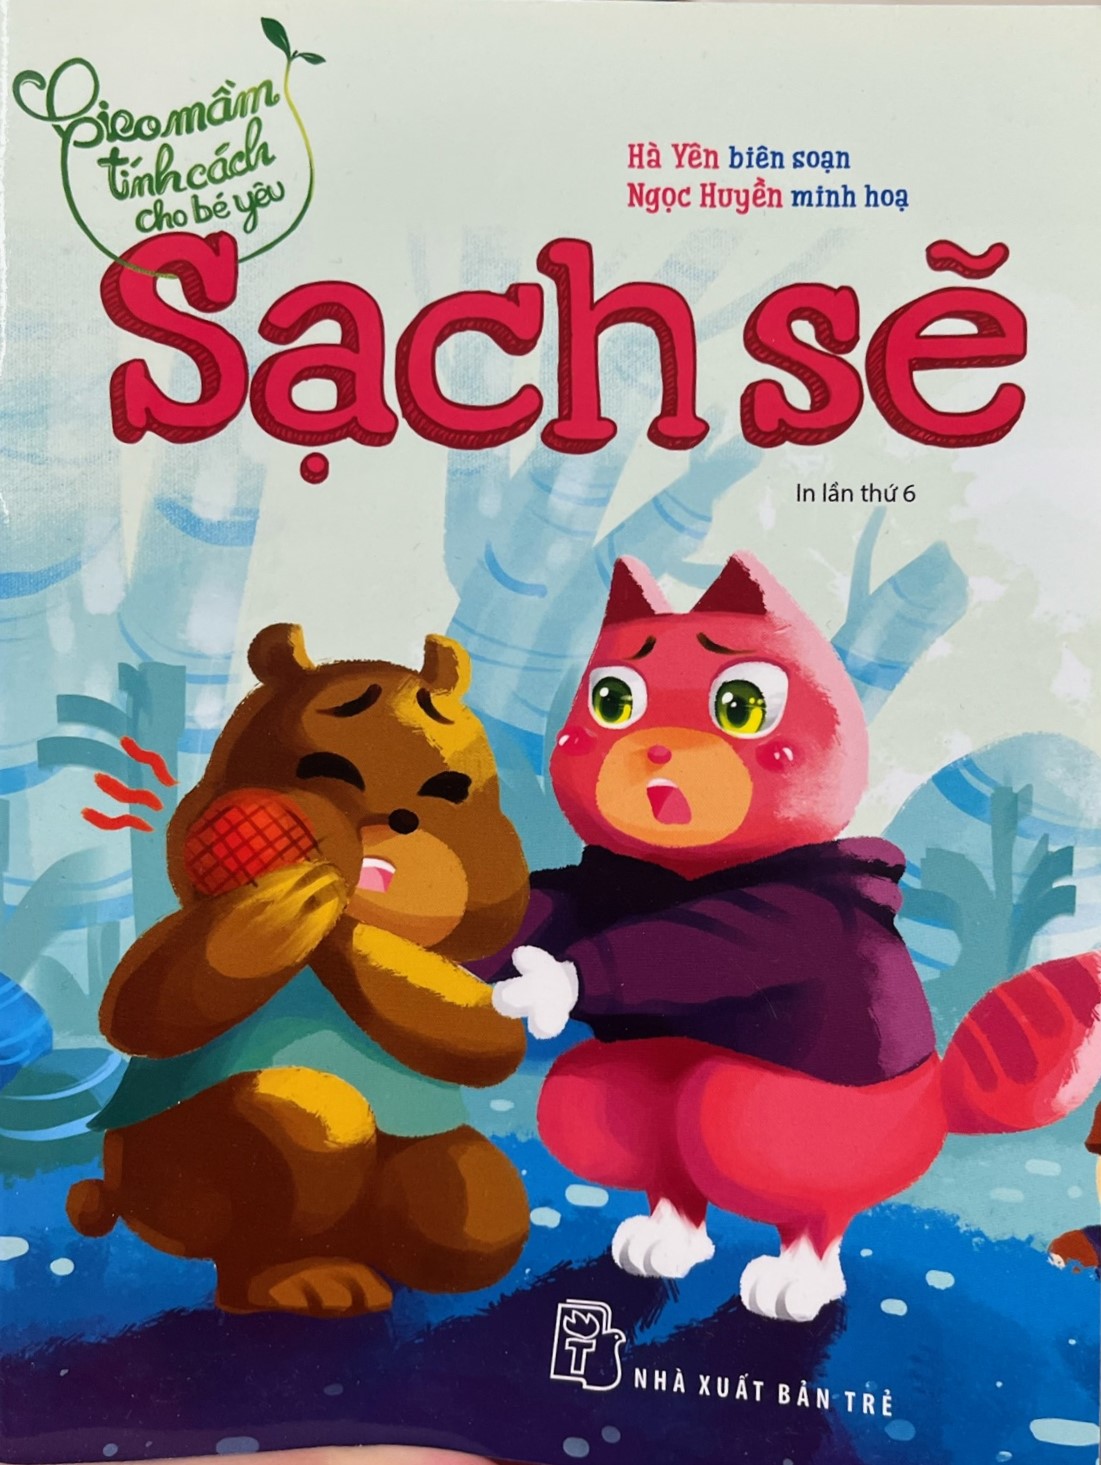 Gieo mầm
tính cách
cho bé yêu
Hà Yên biên soạn
Ngọc Huyền minh hoạ
Sạch sẽ
In lần thứ 6
NHÀ XUẤT BẢN TRẺ